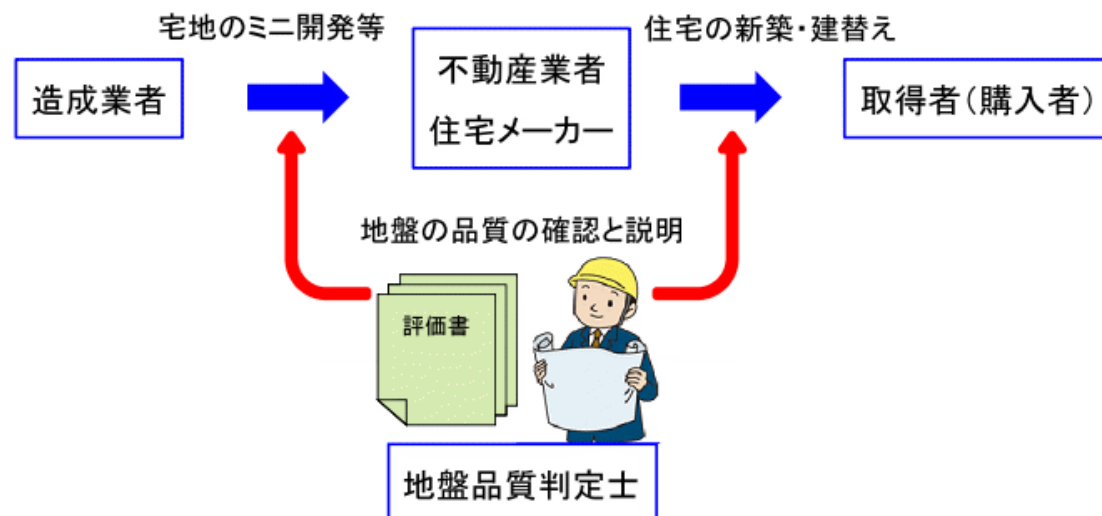 宅地のミニ開発等
住宅の新築・建替え
造成業者
不動産業者
住宅メーカー
取得者(購入者)
地盤の品質の確認と説明
評価書
地盤品質判定士